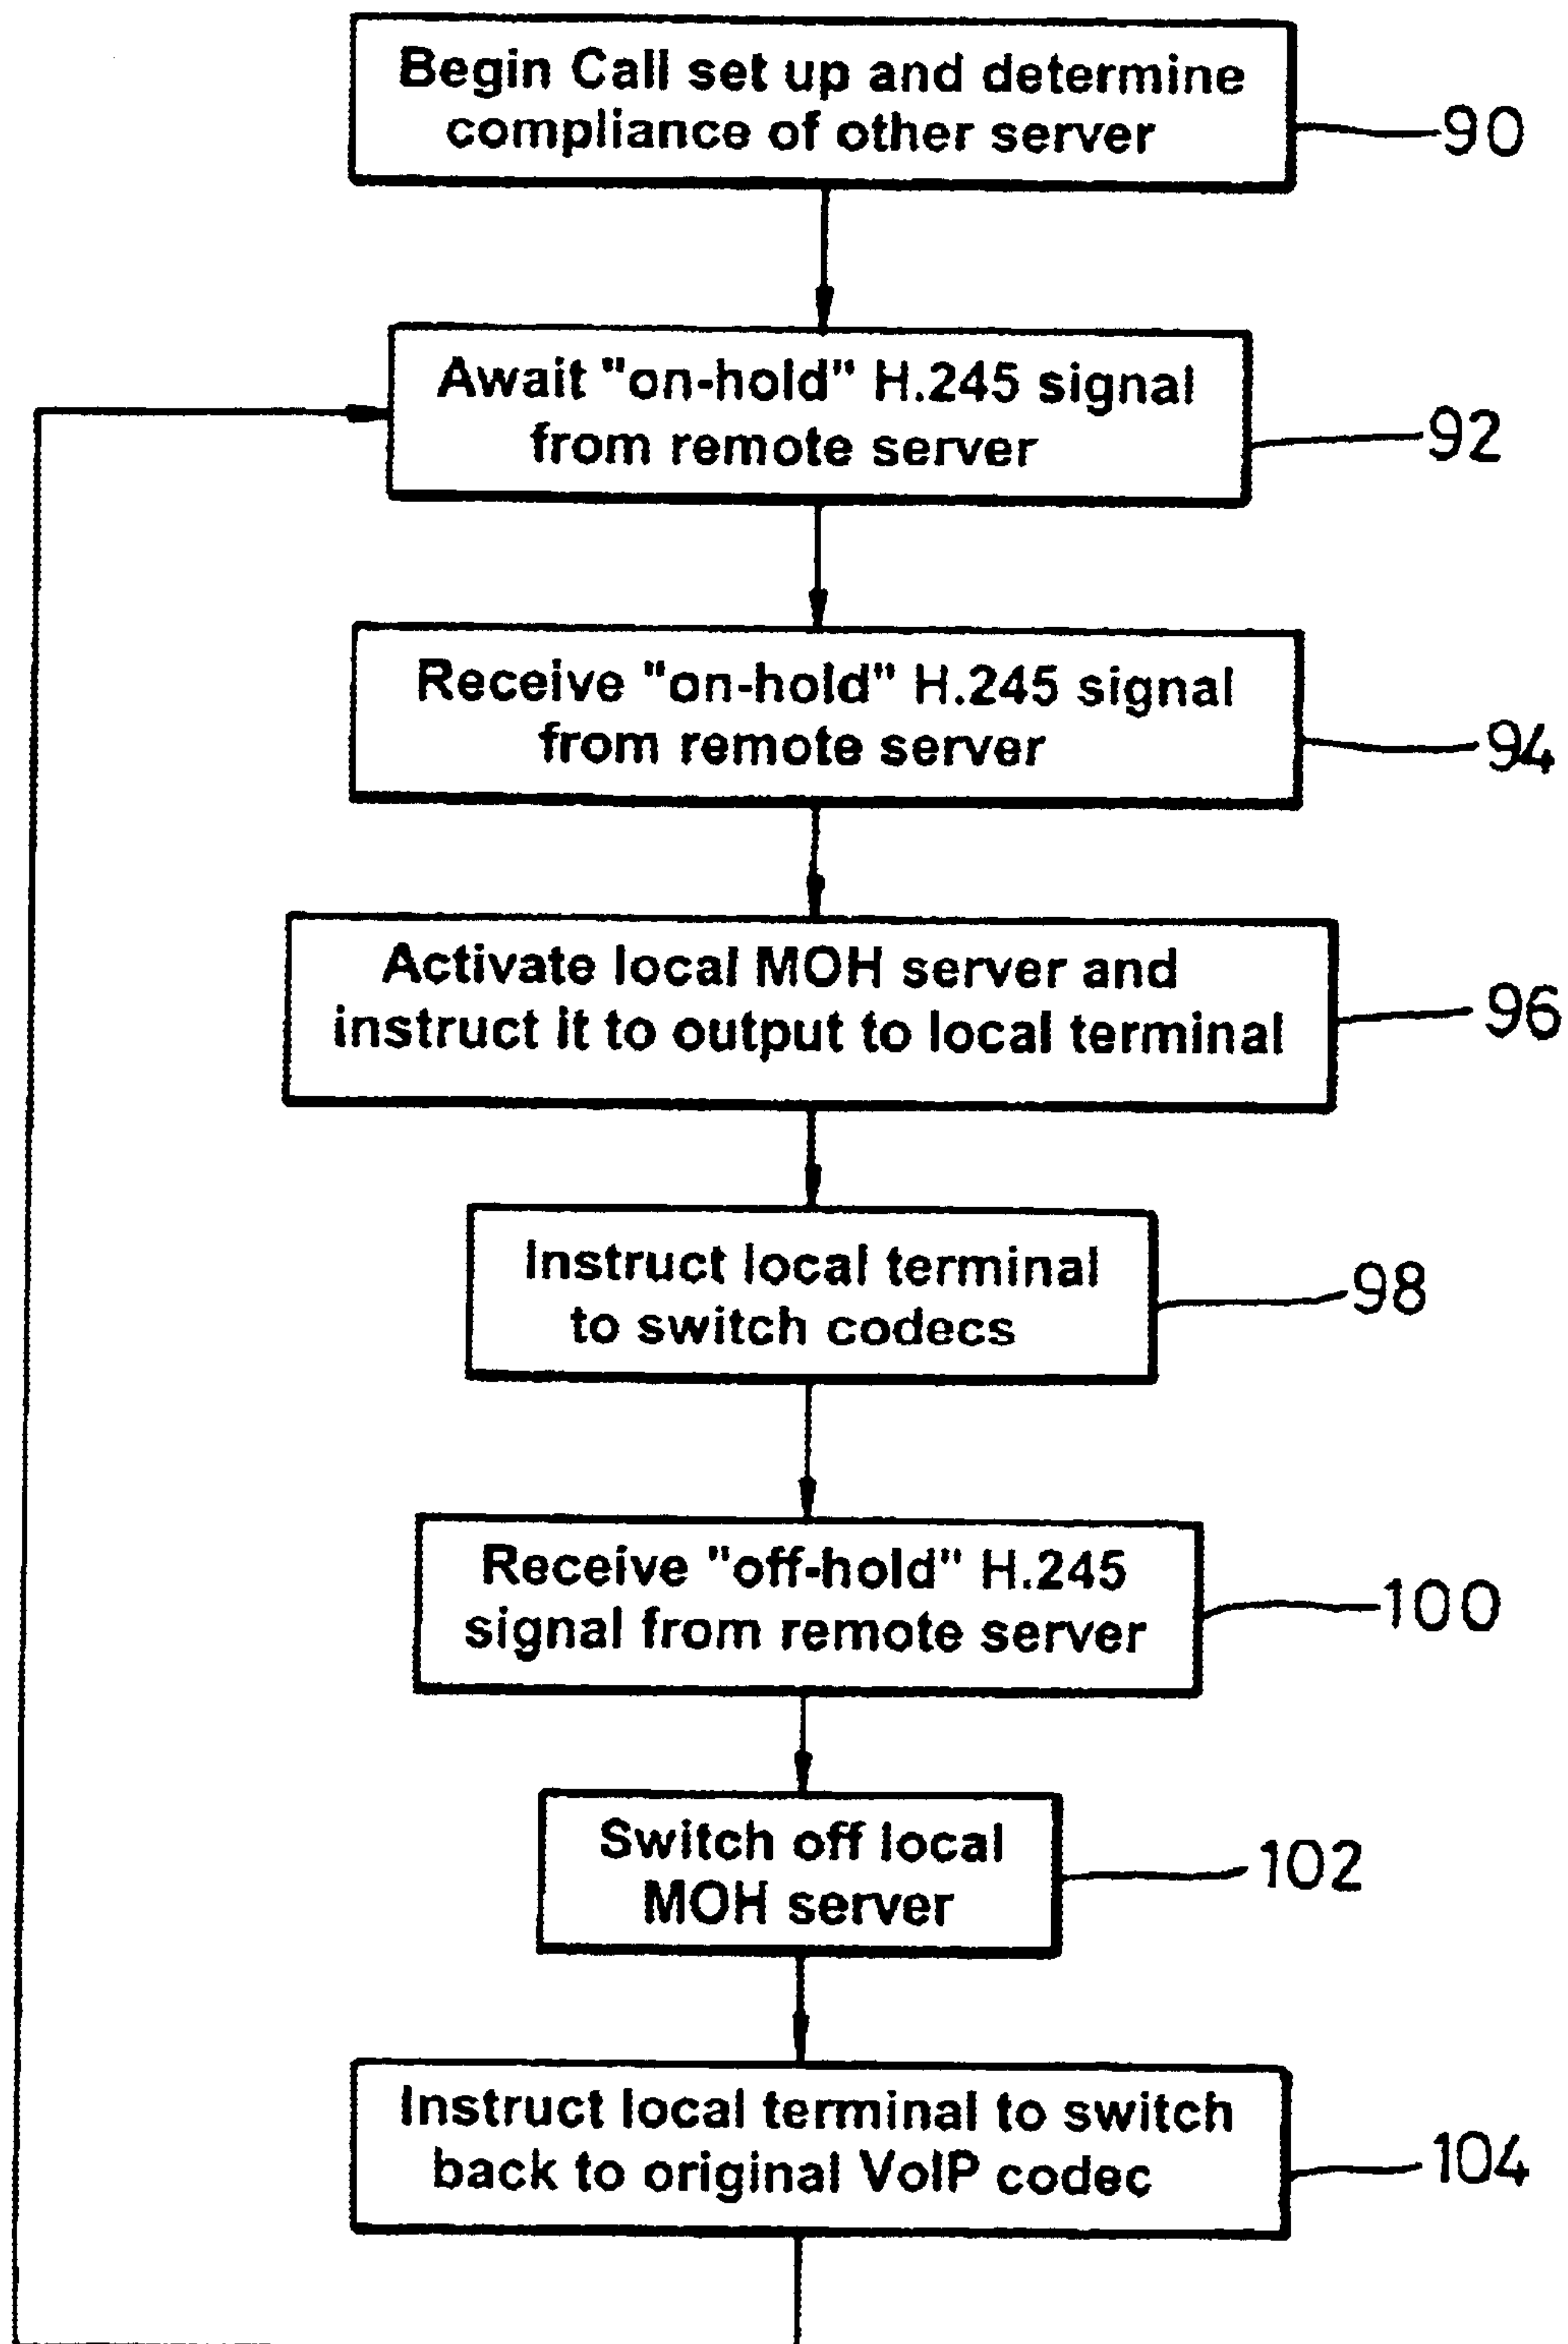 Begin Call set up and determine
compliance of other server
90
Await "on-hold" H.245 signal
from remote server
92
Receive "on-hold" H.245 signal
from remote server
94
Activate local MOH server and
instruct it to output to local terminal
96
Instruct local terminal
to switch codecs
98
Receive "off-hold" H.245
signal from remote server
100
Switch off local
MOH server
102
Instruct local terminal to switch
back to original VoIP codec
104